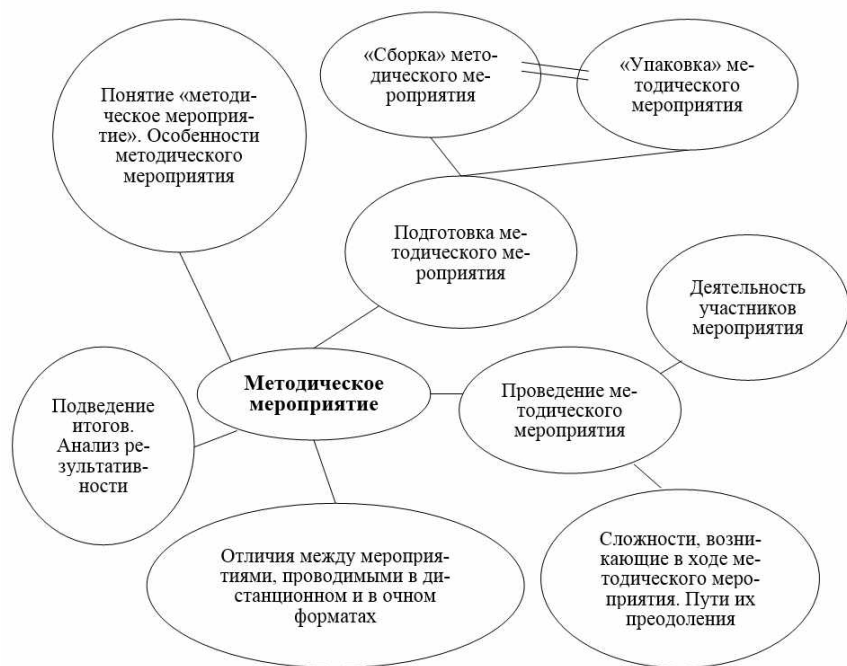 «Сборка» мето-
дического ме-
роприятия
«Упаковка» ме-
тодического
мероприятия
Понятие «методи-
ческое мероприя-
тие». Особенности
методического
мероприятия
Подготовка ме-
тодического ме-
роприятия
Деятельность
участников
мероприятия
Методическое
мероприятие
Проведение ме-
тодического
мероприятия
Подведение
итогов.
Анализ ре-
зультатив-
ности
Отличия между мероприя-
тиями, проводимыми в ди-
станционном и в очном
форматах
Сложности, возни-
кающие в ходе ме-
тодического меро-
приятия. Пути их
преодоления